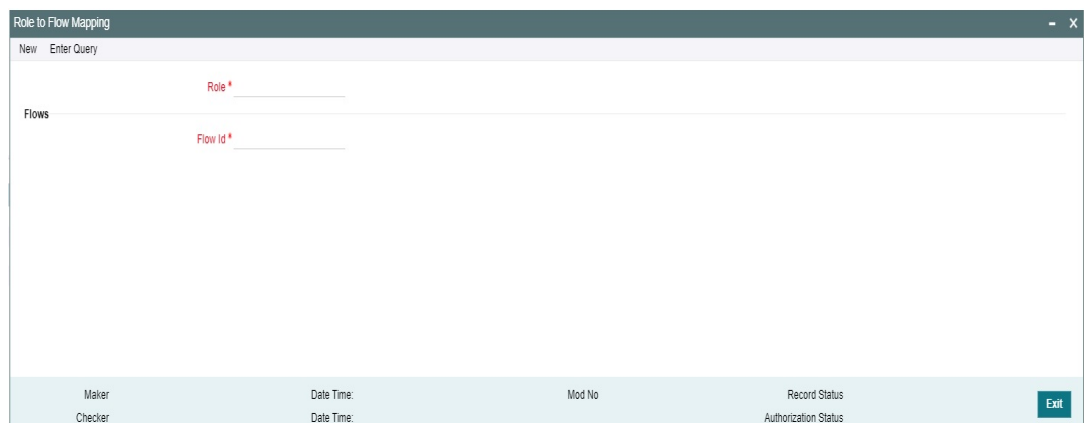 Role to Flow Mapping
New Enter Query
Role *
Flows
Flow Id *
Maker Date Time: Mod No Record Status
Exit
Checker Date Time: Authorization Status